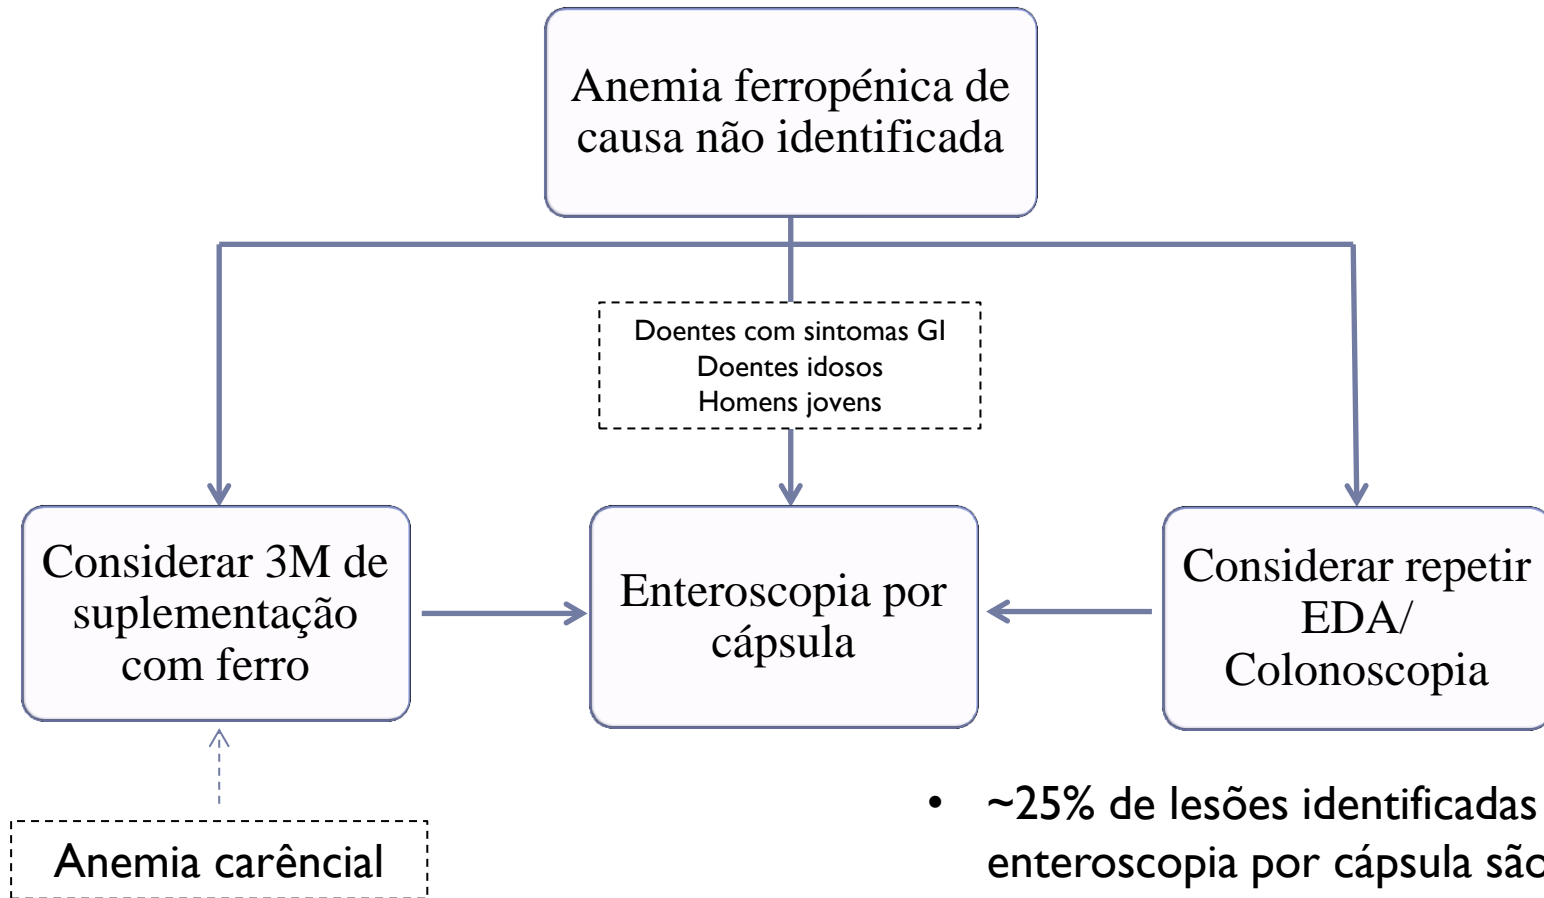 Anemia ferropénica de
causa não identificada
Doentes com sintomas GI
Doentes idosos
Homens jovens
Considerar 3M de
suplementação
com ferro
Enteroscopia por
cápsula
Considerar repetir
EDA/
Colonoscopia
Anemia carêncial
• ~25% de lesões identificadas
enteroscopia por cápsula são